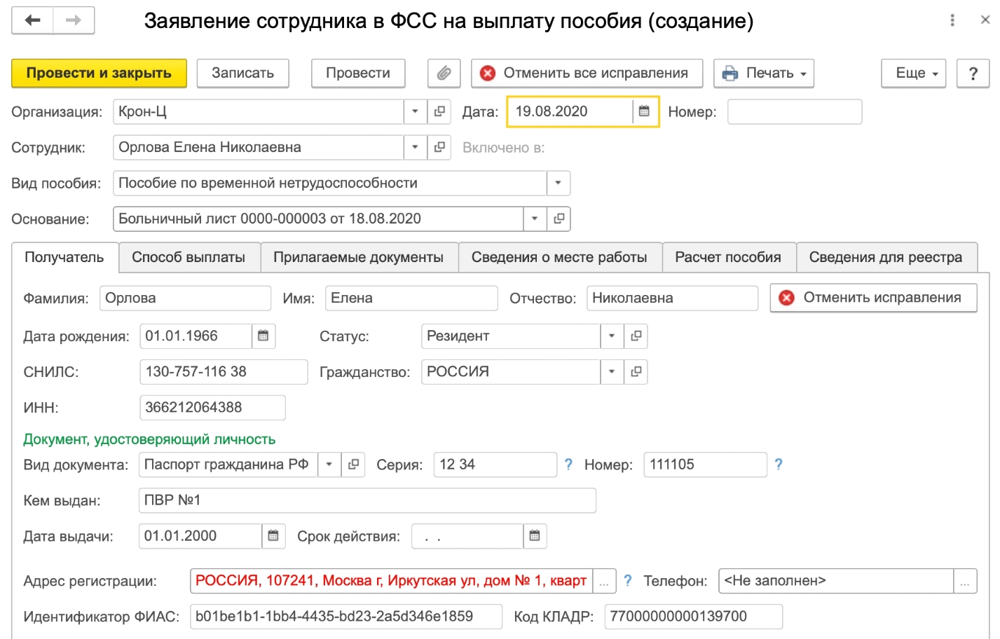 Заявление сотрудника в ФСС на выплату пособия (создание)
Провести и закрыть Записать Провести Отменить все исправления Печать Еще ?
Организация: Крон-Ц Дата: 19.08.2020 Номер:
Сотрудник: Орлова Елена Николаевна Включено в:
Вид пособия: Пособие по временной нетрудоспособности
Основание: Больничный лист 0000-000003 от 18.08.2020
Получатель Способ выплаты Прилагаемые документы Сведения о месте работы Расчет пособия Сведения для реестра
Фамилия: Орлова Имя: Елена Отчество: Николаевна Отменить исправления
Дата рождения: 01.01.1966 Статус: Резидент
СНИЛС: 130-757-116 38 Гражданство: РОССИЯ
ИНН: 366212064388
Документ, удостоверяющий личность
Вид документа: Паспорт гражданина РФ Серия: 12 34 ? Номер: 111105 ?
Кем выдан: ПВР №1
Дата выдачи: 01.01.2000 Срок действия: . .
Адрес регистрации: РОССИЯ, 107241, Москва г, Иркутская ул, дом № 1, кварт ... ? Телефон: <Не заполнен> ...
Идентификатор ФИАС: b01be1b1-1bb4-4435-bd23-2a5d346e1859 Код КЛАДР: 77000000000139700